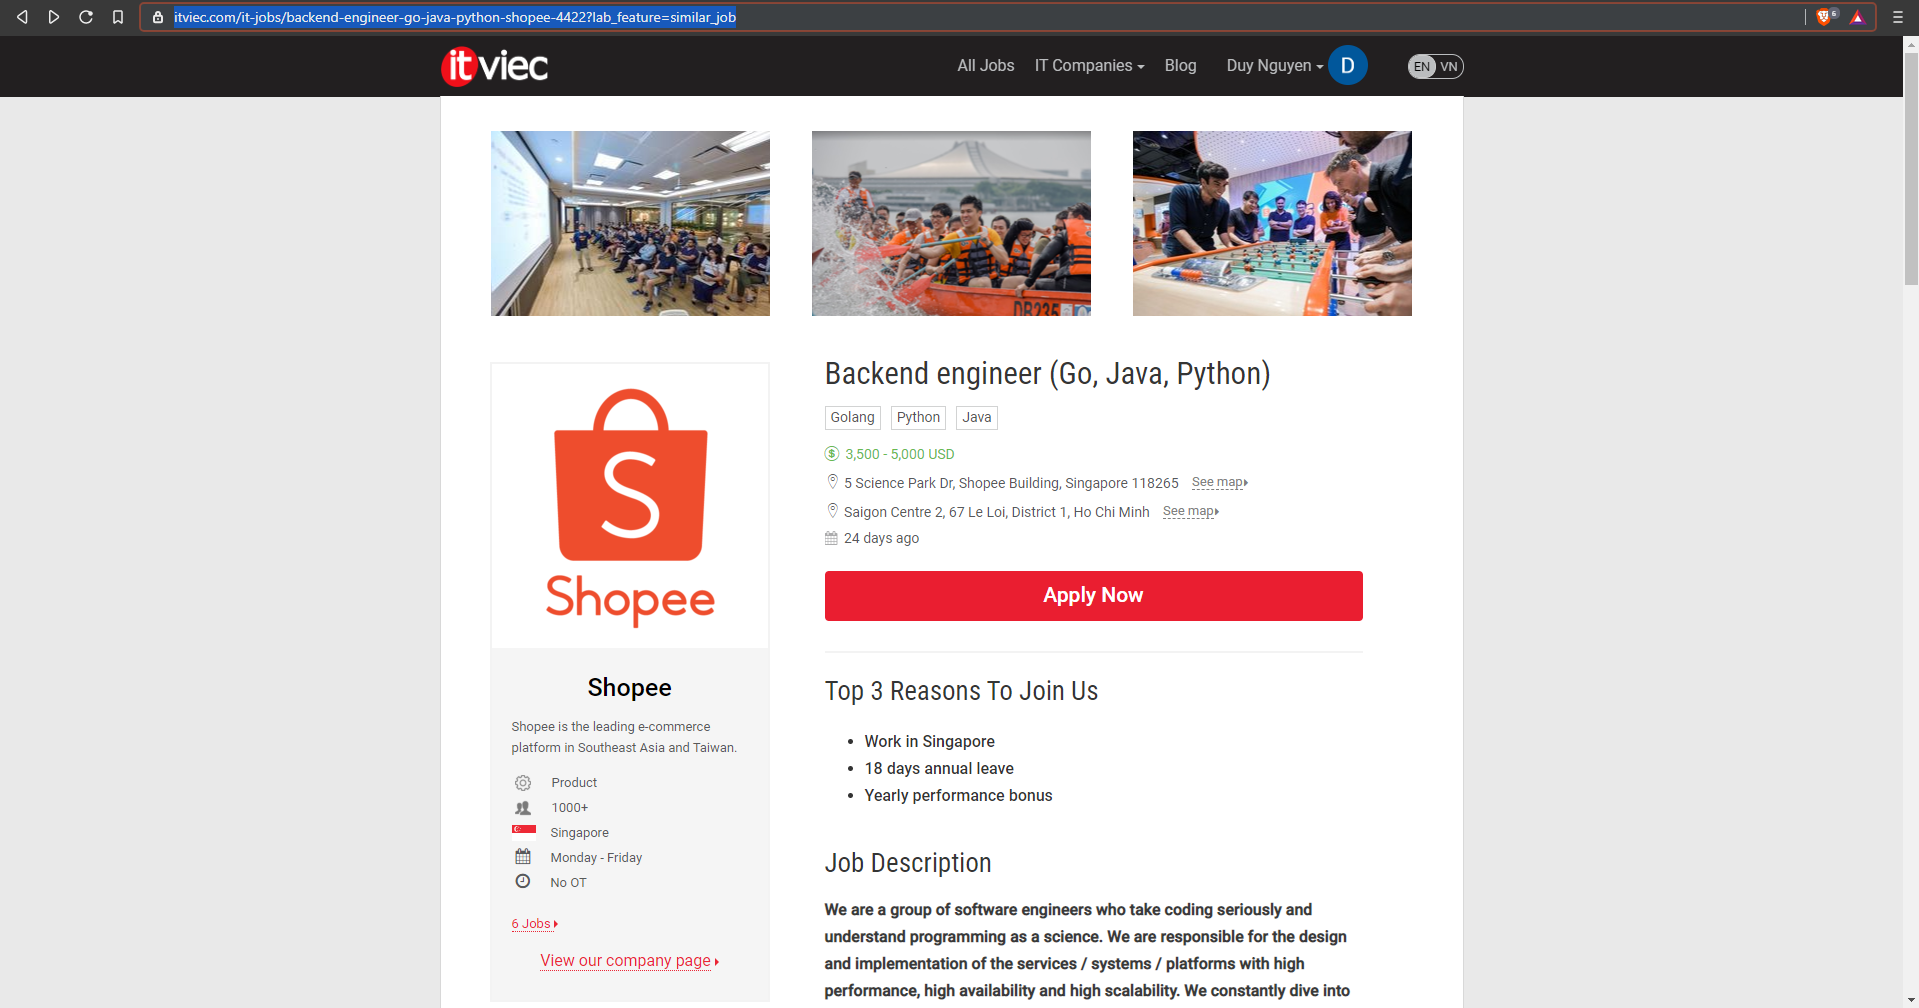 itviec.com/it-jobs/backend-engineer-go-java-python-shopee-4422?lab_feature=similar_job
6
itviec
All Jobs IT Companies Blog Duy Nguyen D EN VN
DB235
Backend engineer (Go, Java, Python)
Golang Python Java
$ 3,500 - 5,000 USD
5 Science Park Dr, Shopee Building, Singapore 118265 See map
Saigon Centre 2, 67 Le Loi, District 1, Ho Chi Minh See map
24 days ago
Apply Now
S
Shopee
Shopee
Shopee is the leading e-commerce
platform in Southeast Asia and Taiwan.
Product
1000+
Singapore
Monday - Friday
No OT
6 Jobs
View our company page
Top 3 Reasons To Join Us
• Work in Singapore
• 18 days annual leave
• Yearly performance bonus
Job Description
We are a group of software engineers who take coding seriously and
understand programming as a science. We are responsible for the design
and implementation of the services / systems / platforms with high
performance, high availability and high scalability. We constantly dive into